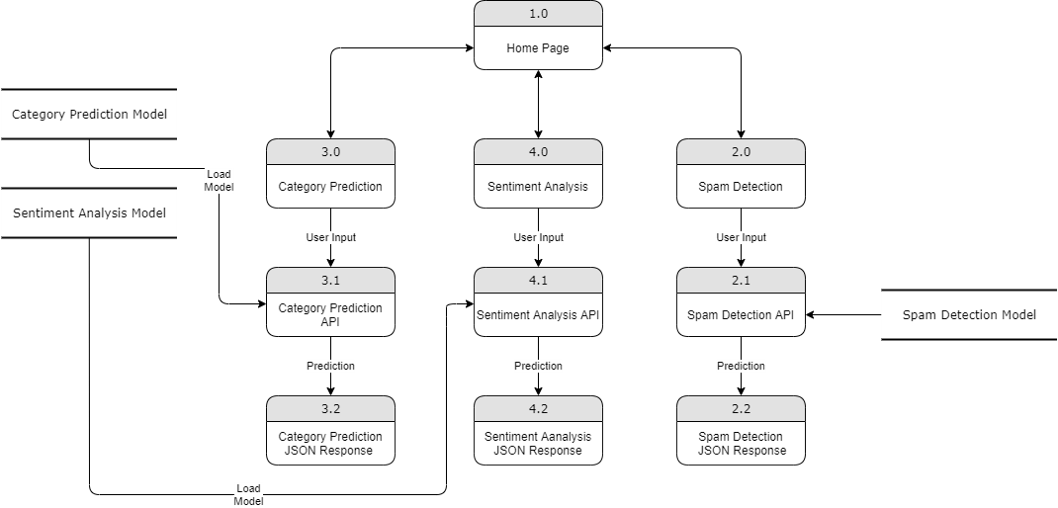 1.0
Home Page
Category Prediction Model
Load
Model
Sentiment Analysis Model
3.0
Category Prediction
4.0
Sentiment Analysis
2.0
Spam Detection
User Input
User Input
User Input
3.1
Category Prediction
API
4.1
Sentiment Analysis API
2.1
Spam Detection API
Spam Detection Model
Prediction
Prediction
Prediction
3.2
Category Prediction
JSON Response
4.2
Sentiment Aanalysis
JSON Response
2.2
Spam Detection
JSON Response
Load
Model